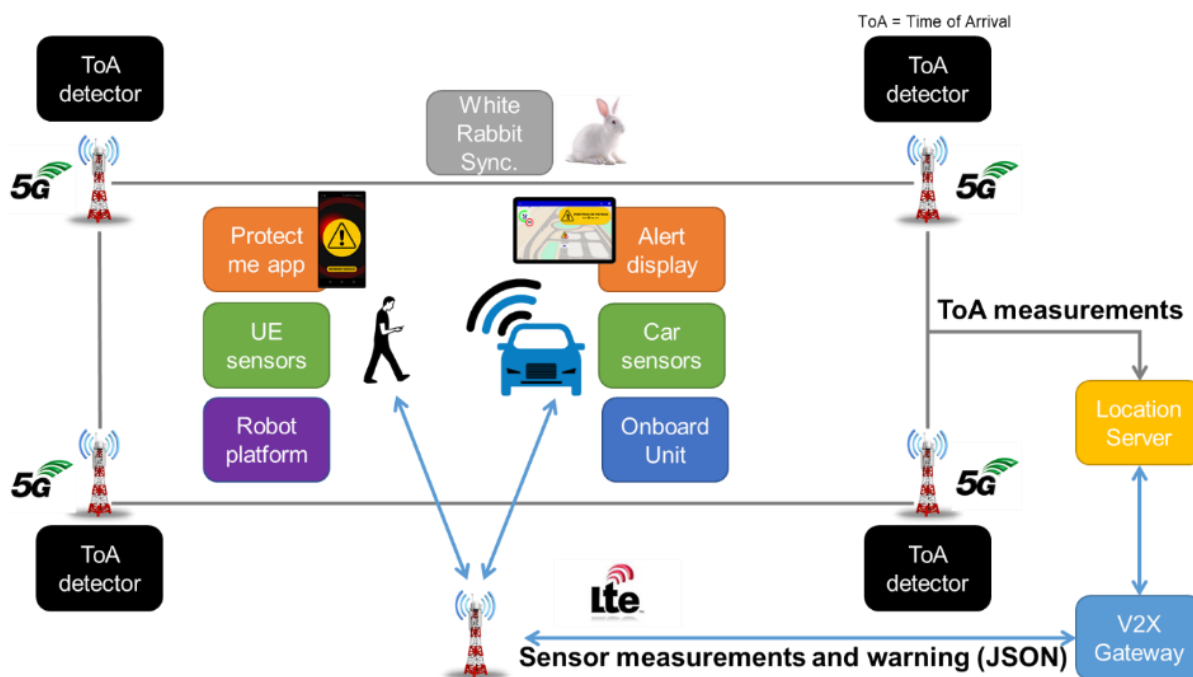 ToA = Time of Arrival
ToA
detector
ToA
detector
White
Rabbit
Sync.
5G
5G
Protect
me app
Alert
display
UE
sensors
Car
sensors
ToA measurements
Robot
platform
Onboard
Unit
Location
Server
5G
5G
ToA
detector
ToA
detector
Lte
V2X
Gateway
Sensor measurements and warning (JSON)